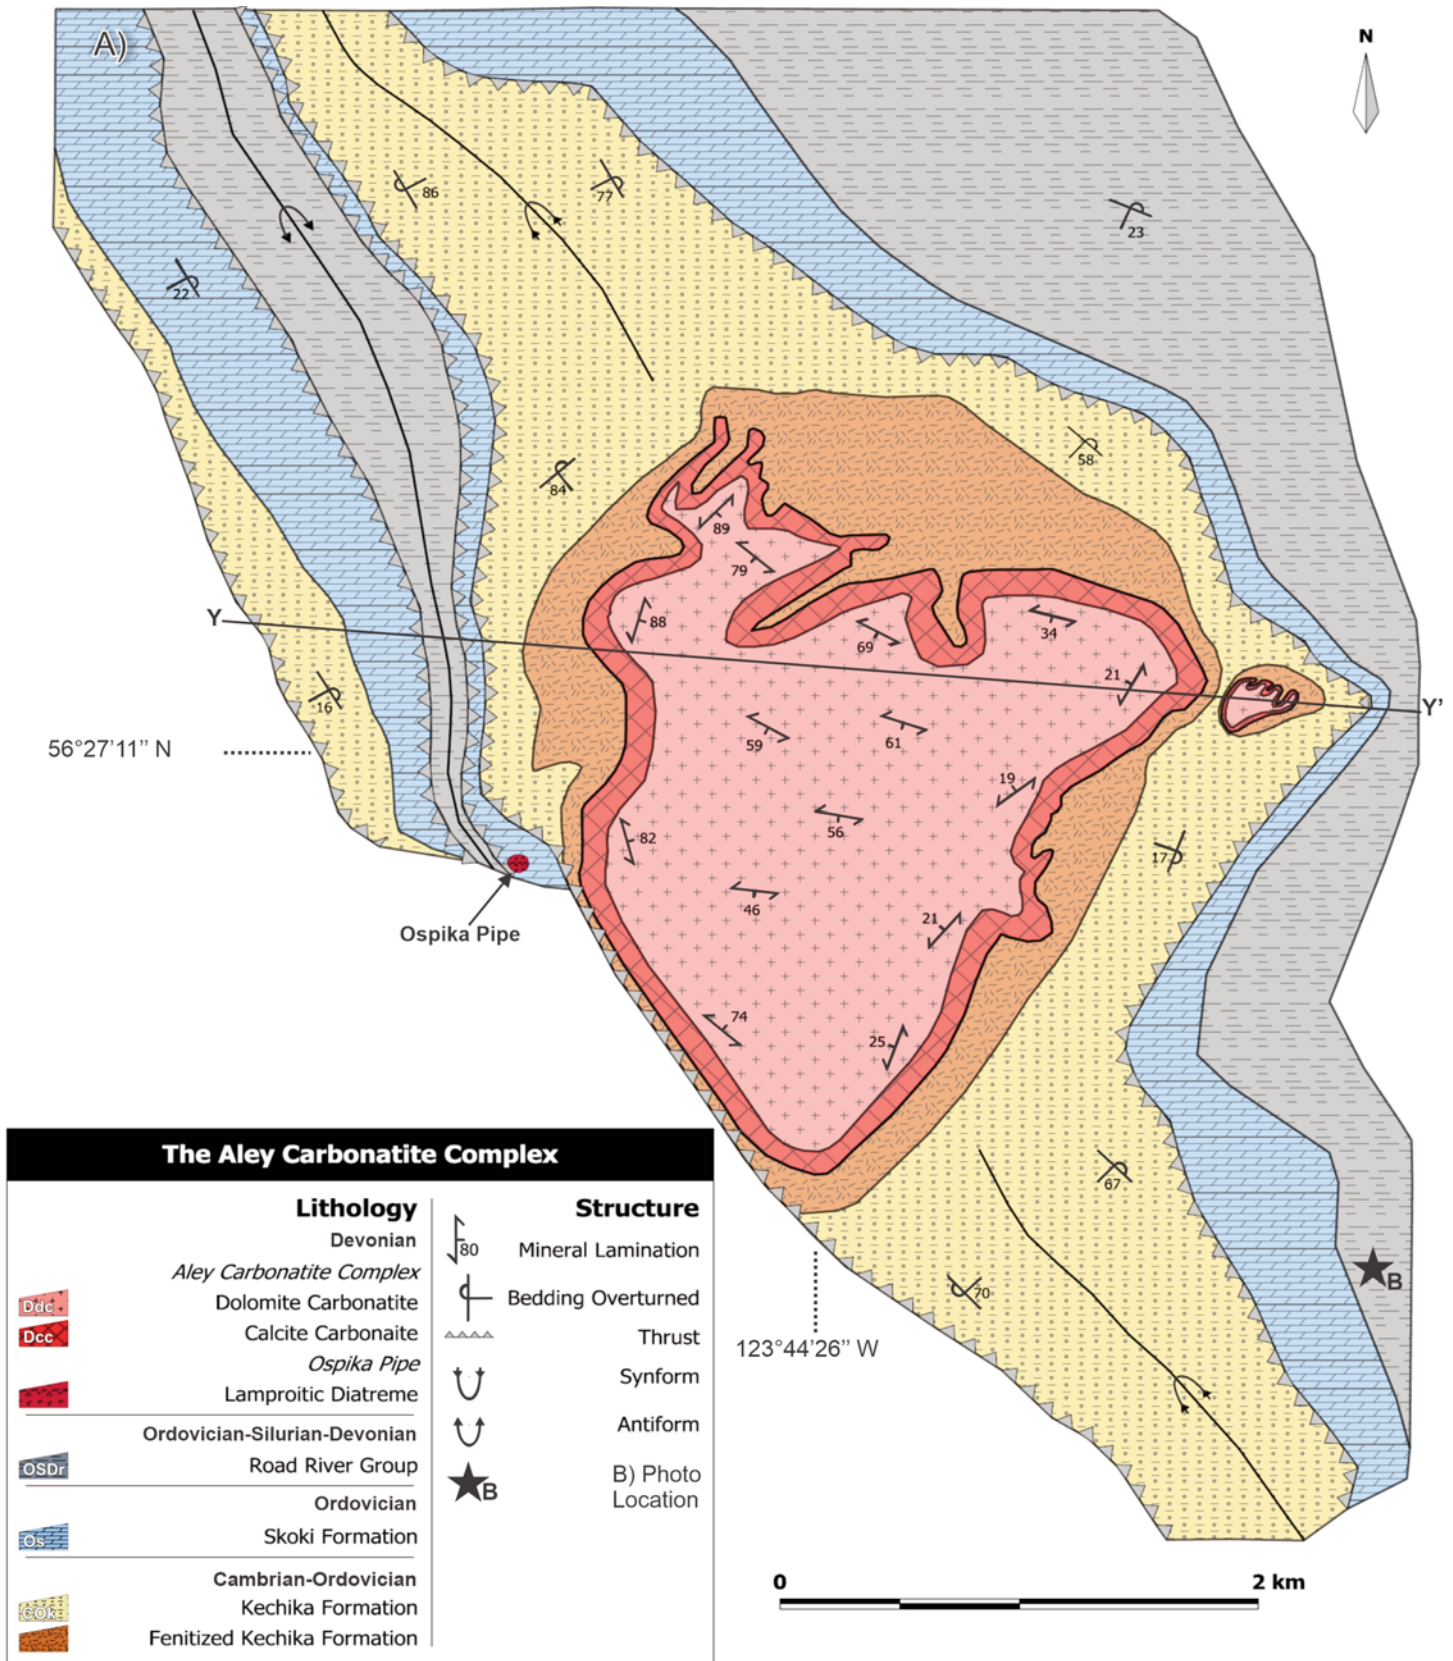 A)
N
86
77
23
22
84
58
89
79
88
69
34
21
Y
Y'
16
59
61
56°27'11'' N
19
56
82
17
46
21
Ospika Pipe
74
25
67
70
B
123°44'26'' W
The Aley Carbonatite Complex
Lithology
Devonian
Aley Carbonatite Complex
Ddc Dolomite Carbonatite
Dcc Calcite Carbonaite
Ospika Pipe
Lamproitic Diatreme
Ordovician-Silurian-Devonian
OSDr Road River Group
Ordovician
Os Skoki Formation
Cambrian-Ordovician
COk Kechika Formation
Fenitized Kechika Formation
Structure
80 Mineral Lamination
Bedding Overturned
Thrust
Synform
Antiform
B B) Photo
Location
0 2 km